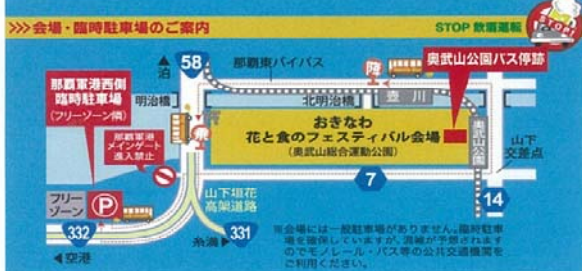 >>>会場・臨時駐車場のご案内
STOP 飲酒運転
STOP!
▲泊
58
那覇東バイパス
降
奥武山公園バス停跡
那覇軍港西側
臨時駐車場
(フリーゾーン隣)
明治橋
北明治橋
壺川
おきなわ
花と食のフェスティバル会場
(奥武山総合運動公園)
奥武山公園
山下
交差点
那覇軍港
メインゲート
進入禁止
乗
7
フリー
ゾーン
P
山下垣花
高架道路
14
332
糸満▶
331
◀空港
※会場には一般駐車場がありません。臨時駐車
場を確保していますが、混雑が予想されます
のでモノレール・バス等の公共交通機関を
ご利用ください。